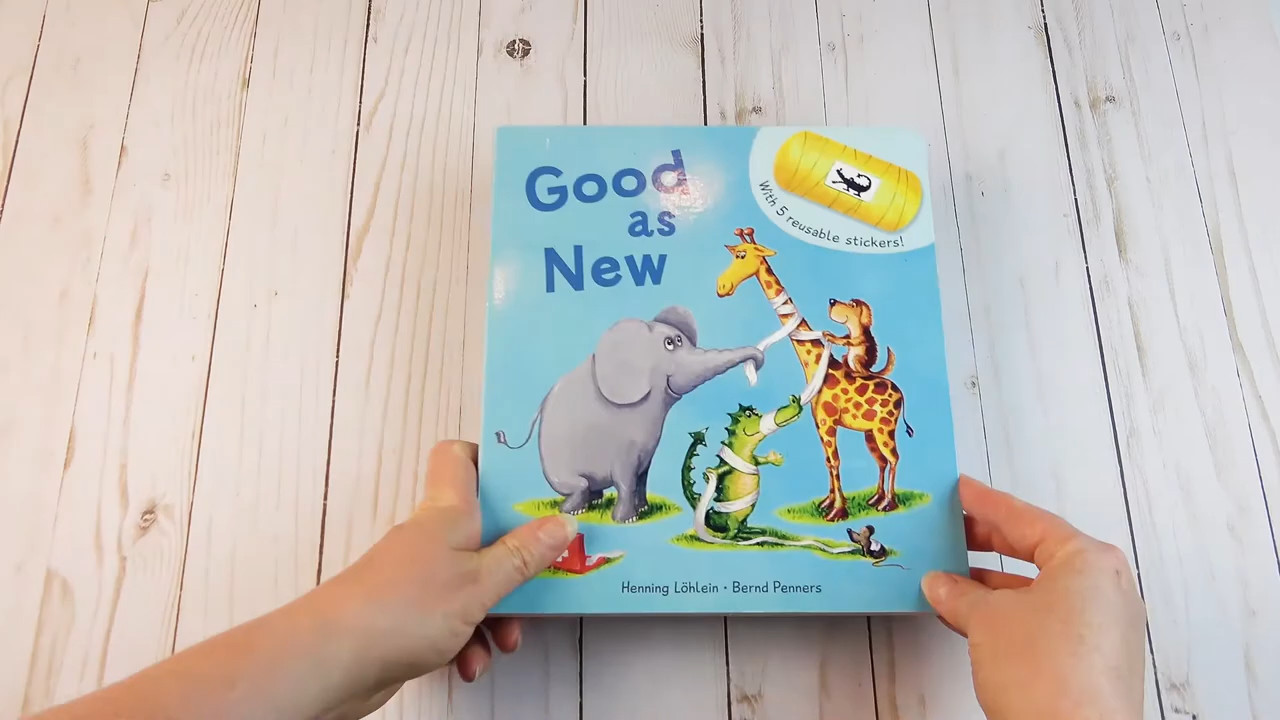 Good
as
New
With 5 reusable stickers!
Henning Löhlein • Bernd Penners